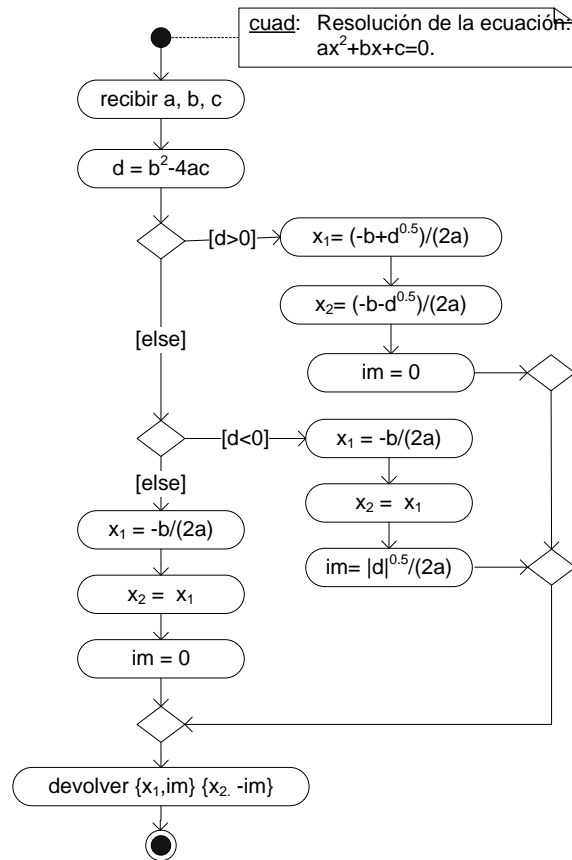 cuad: Resolución de la ecuación:
ax²+bx+c=0.
recibir a, b, c
d = b²-4ac
[d>0]
x₁= (-b+d⁰·⁵)/(2a)
x₂= (-b-d⁰·⁵)/(2a)
im = 0
[else]
[d<0]
x₁ = -b/(2a)
x₂ = x₁
im= |d|⁰·⁵/(2a)
[else]
x₁ = -b/(2a)
x₂ = x₁
im = 0
devolver {x₁,im} {x₂. -im}